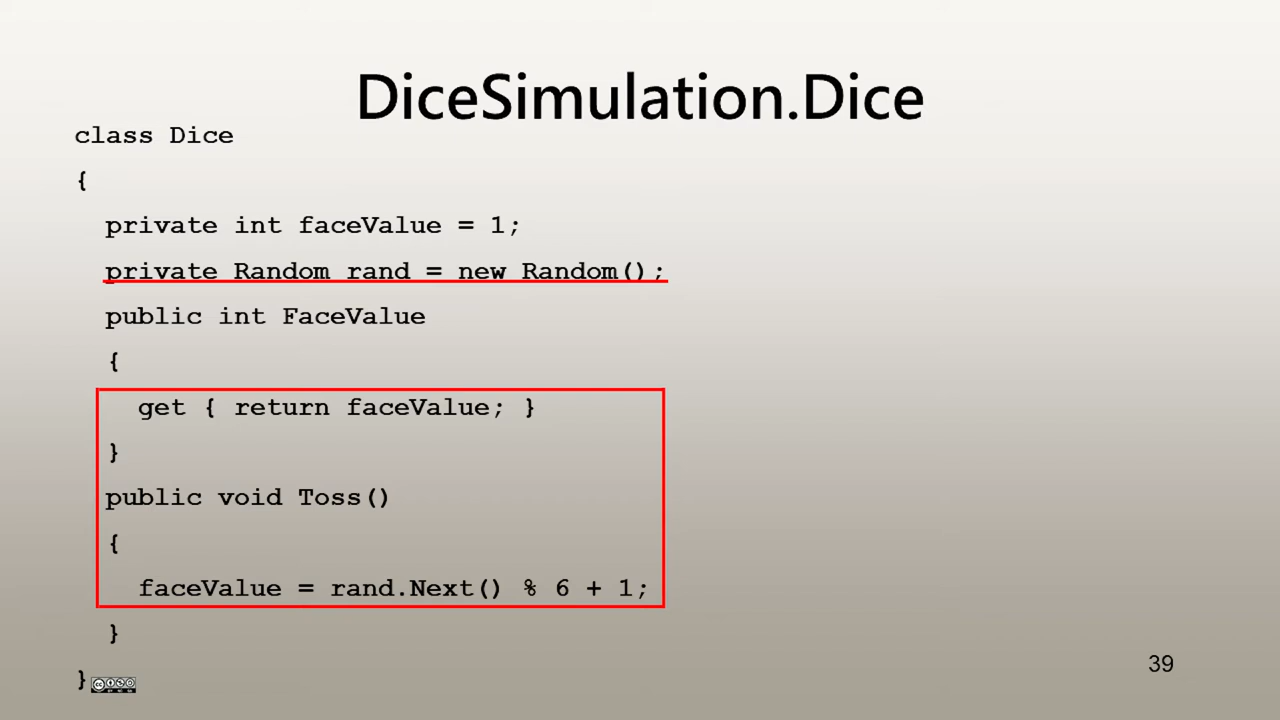 DiceSimulation.Dice
class Dice
{
private int faceValue = 1;
private Random rand = new Random();
public int FaceValue
{
get { return faceValue; }
}
public void Toss()
{
faceValue = rand.Next() % 6 + 1;
}
}
39